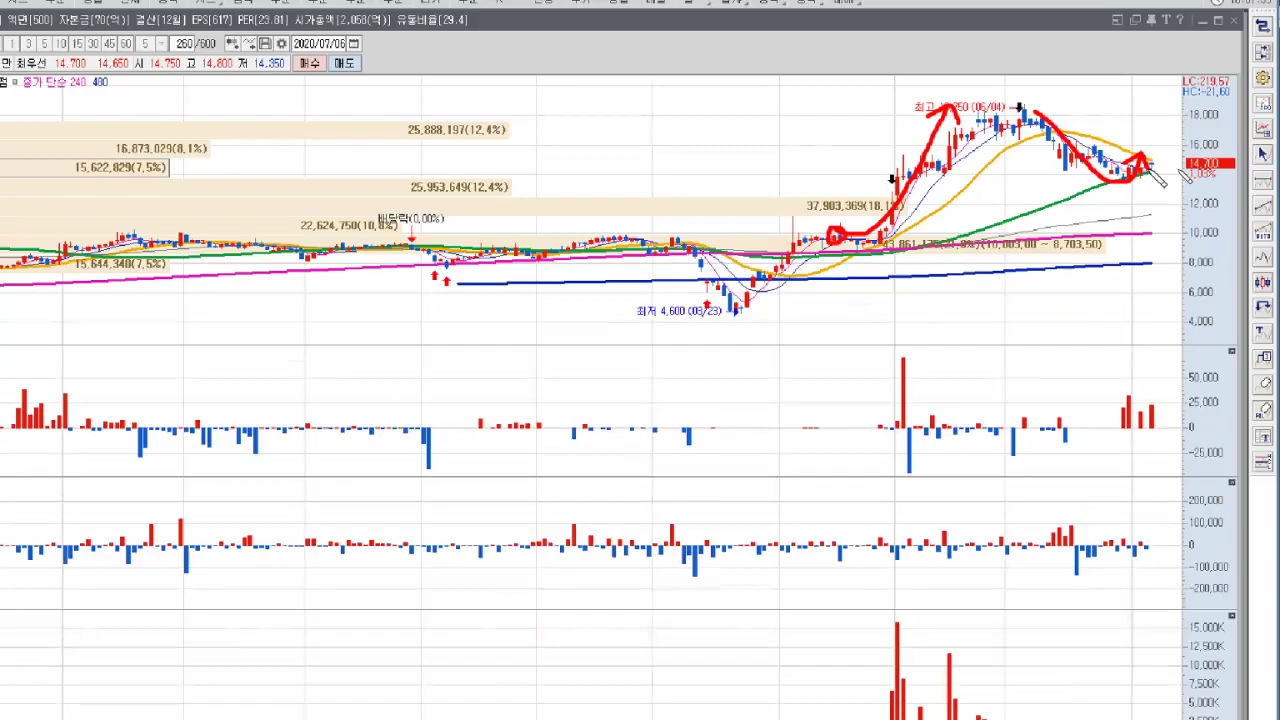 액면[500] 자본금[70(억)] 결산[12월] EPS[617] PER[23.81] 시가총액[2,058(억)] 유동비율[29.4]
1 3 5 10 15 30 45 60 5 260 /600 2020/07/06
만 최우선 14,700 14,650 시 14,750 고 14,800 저 14,350 매수 매도
종가 단순 240 480
LC:219.57
HC:-21.60
25,888,197(12.4%)
16,873,029(8.1%)
15,622,829(7.5%)
25,953,649(12.4%)
22,624,750(10.8%)
배당락(0.00%)
15,644,340(7.5%)
최저 4,600 (03/23)
18,000
16,000
14,700
1.03%
12,000
10,000
8,000
6,000
4,000
50,000
25,000
0
-25,000
200,000
100,000
0
-100,000
-200,000
15,000K
12,500K
10,000K
7,500K
5,000K